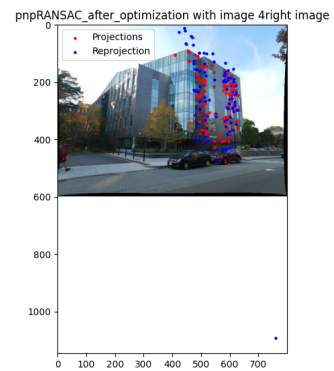 pnpRANSAC_after_optimization with image 4right image
0
Projections
Reprojection
200
400
600
800
1000
0 100 200 300 400 500 600 700